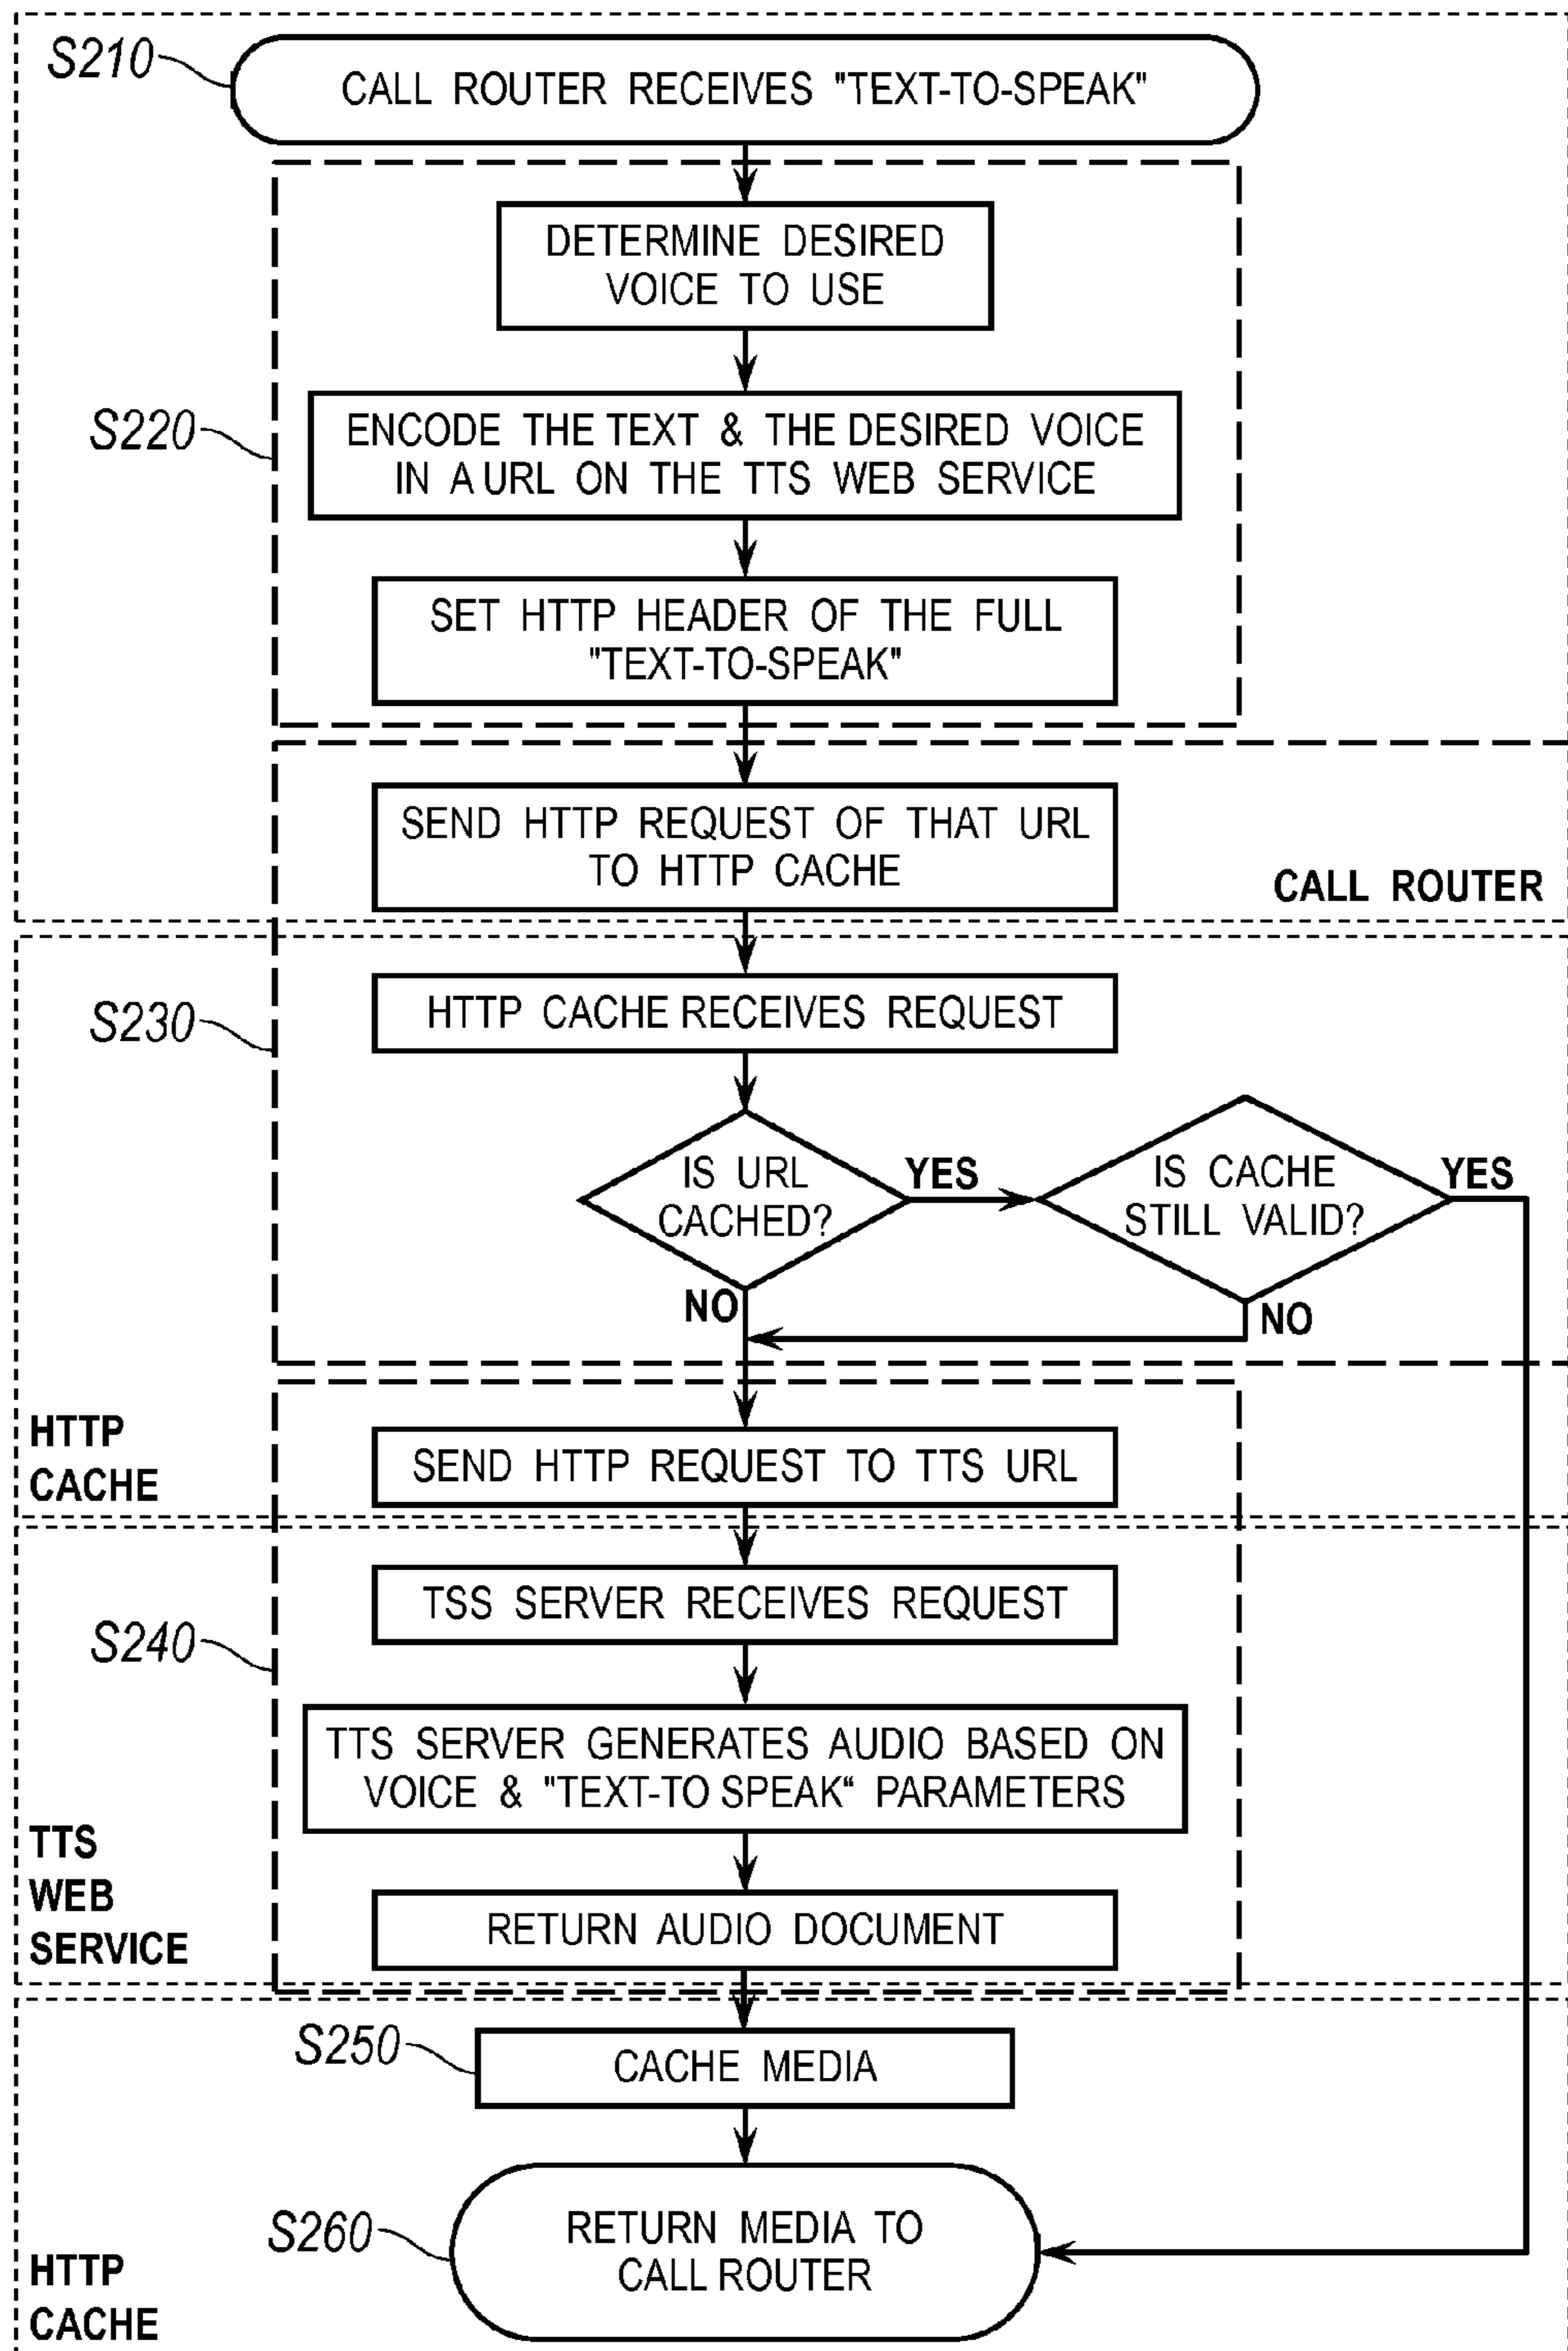 S210
CALL ROUTER RECEIVES "TEXT-TO-SPEAK"
DETERMINE DESIRED
VOICE TO USE
S220
ENCODE THE TEXT & THE DESIRED VOICE
IN A URL ON THE TTS WEB SERVICE
SET HTTP HEADER OF THE FULL
"TEXT-TO-SPEAK"
SEND HTTP REQUEST OF THAT URL
TO HTTP CACHE
CALL ROUTER
S230
HTTP CACHE RECEIVES REQUEST
IS URL
CACHED?
YES
IS CACHE
STILL VALID?
YES
NO
NO
HTTP
CACHE
SEND HTTP REQUEST TO TTS URL
TSS SERVER RECEIVES REQUEST
S240
TTS SERVER GENERATES AUDIO BASED ON
VOICE & "TEXT-TO SPEAK“ PARAMETERS
TTS
WEB
SERVICE
RETURN AUDIO DOCUMENT
S250
CACHE MEDIA
S260
RETURN MEDIA TO
CALL ROUTER
HTTP
CACHE